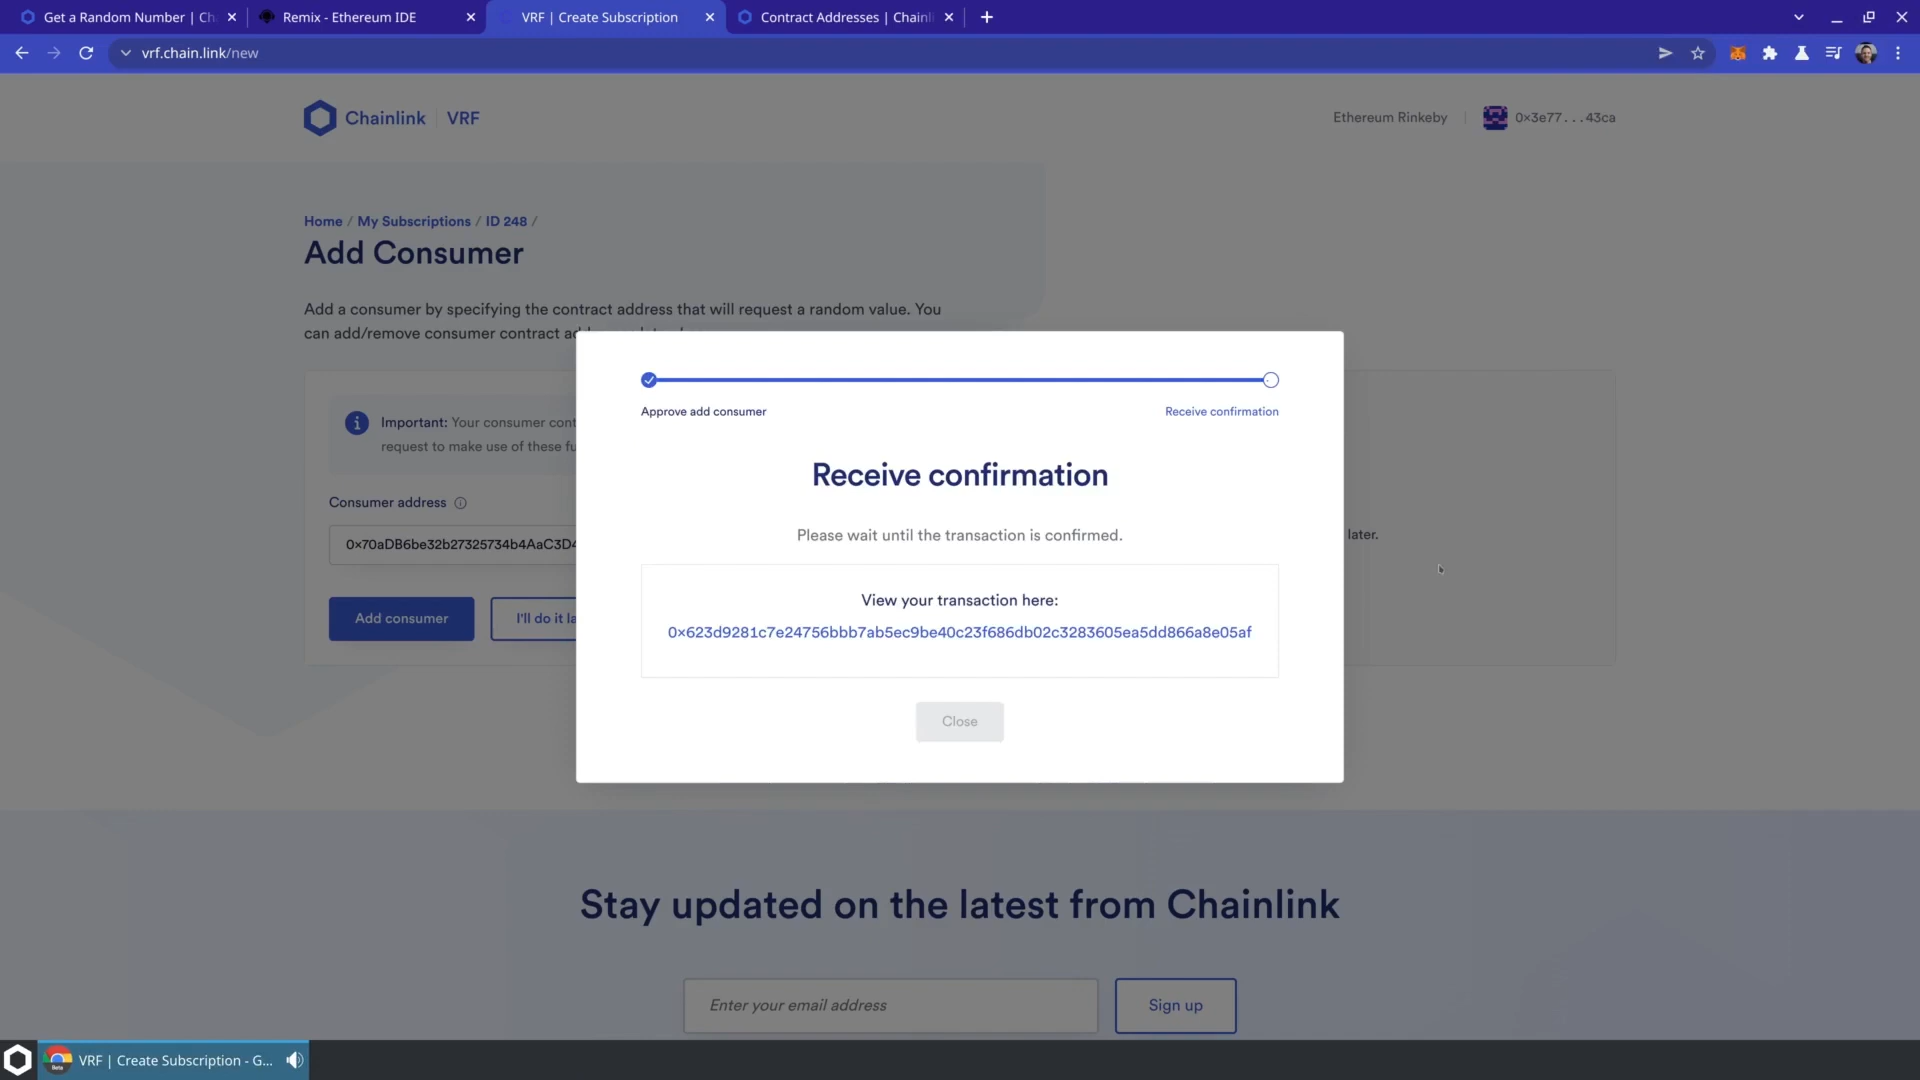 Get a Random Number | Ch
Remix - Ethereum IDE
VRF | Create Subscription
Contract Addresses | Chainli
vrf.chain.link/new
Chainlink | VRF
Ethereum Rinkeby | 0x3e77...43ca
Home / My Subscriptions / ID 248 /
Add Consumer
Add a consumer by specifying the contract address that will request a random value. You
can add/remove consumer contract
Approve add consumer
Receive confirmation
Important: Your consumer cont
request to make use of these fu
Receive confirmation
Consumer address
Please wait until the transaction is confirmed.
later.
0x70aDB6be32b27325734b4AaC3D4
View your transaction here:
0x623d9281c7e24756bbb7ab5ec9be40c23f686db02c3283605ea5dd866a8e05af
Add consumer
I'll do it la
Close
Stay updated on the latest from Chainlink
Enter your email address
Sign up
Beta
VRF | Create Subscription - G...